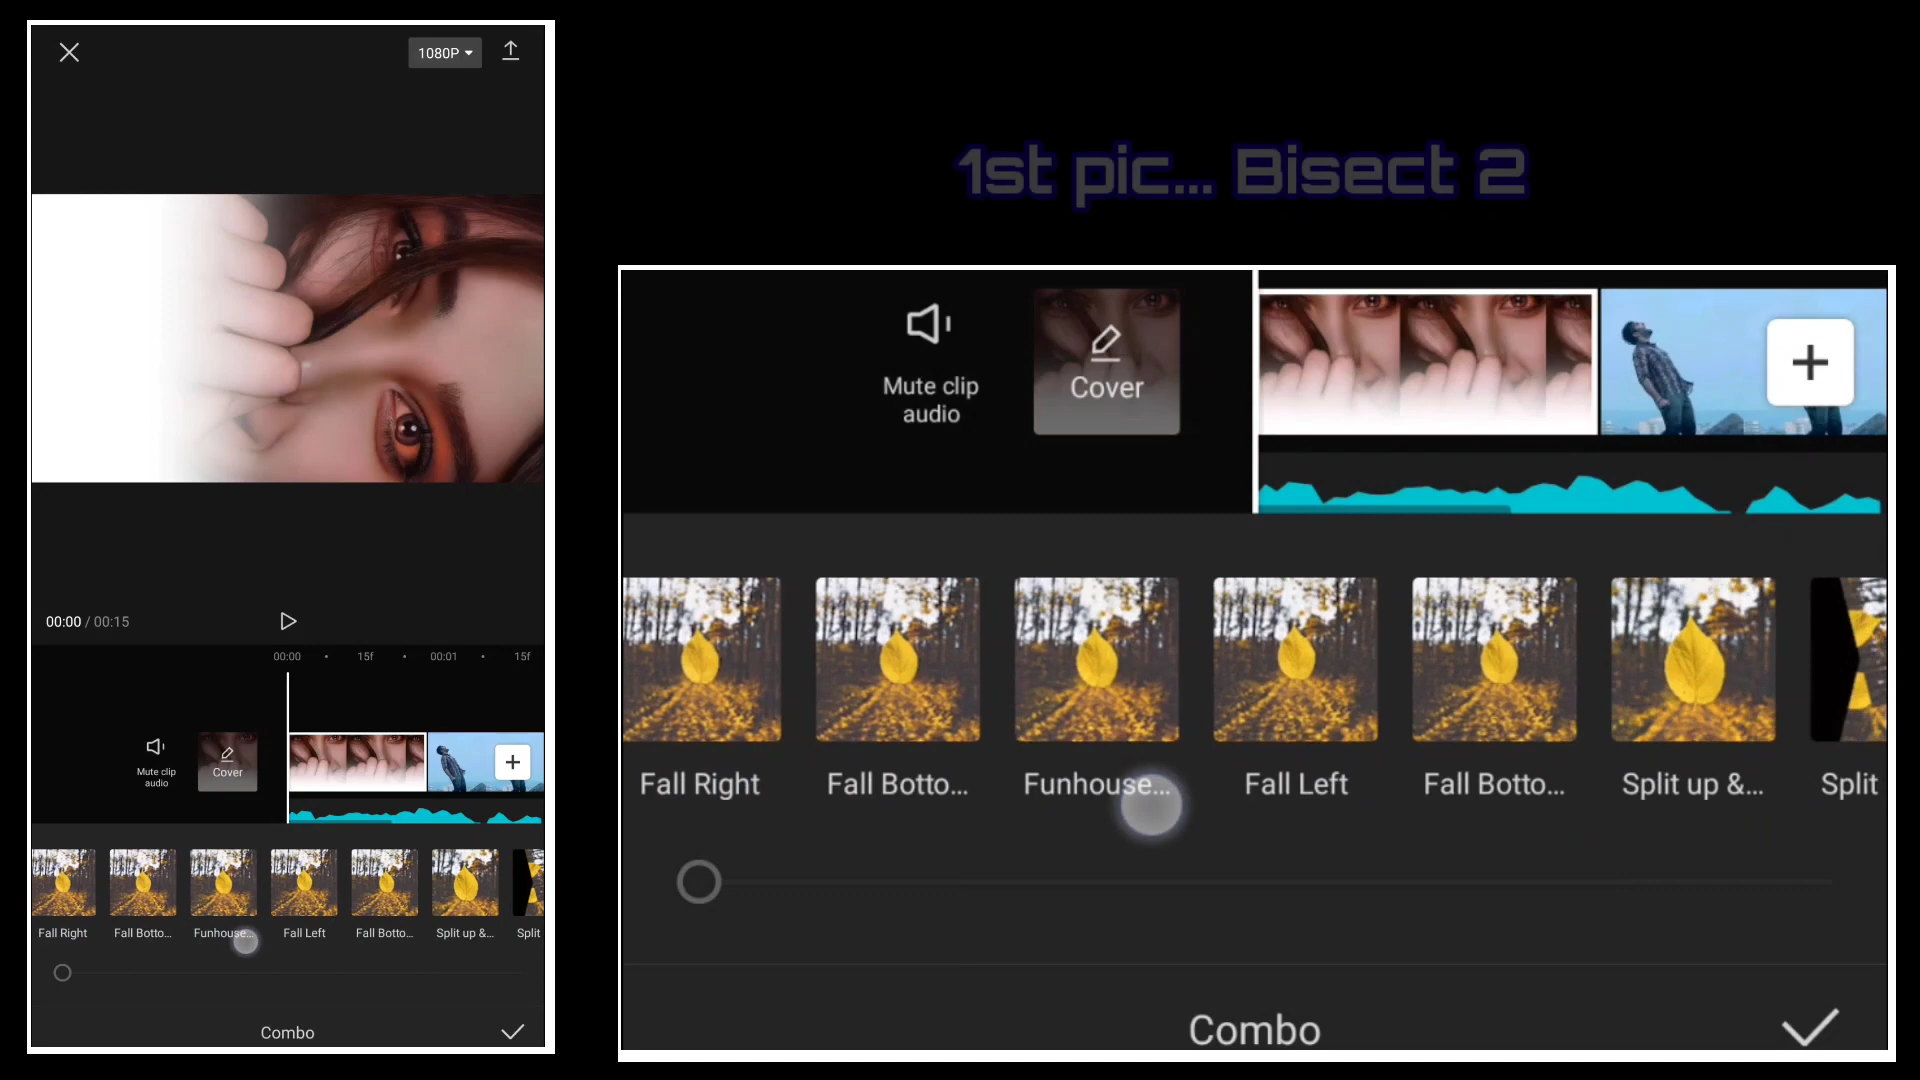 1080P
1st pic... Bisect 2
00:00 / 00:15
00:00 15f 00:01 15f
Mute clip
audio
Cover
Fall Right Fall Botto... Funhouse... Fall Left Fall Botto... Split up &... Split
Combo
Mute clip
audio
Cover
Fall Right Fall Botto... Funhouse... Fall Left Fall Botto... Split up &... Split
Combo